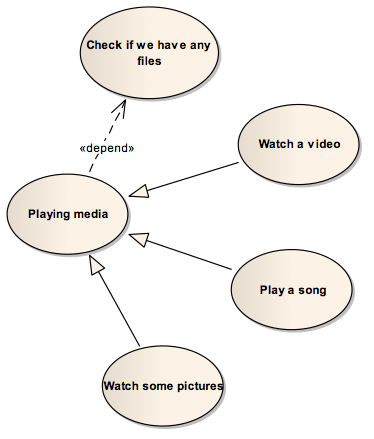 Check if we have any
files
«depend»
Watch a video
Playing media
Play a song
Watch some pictures